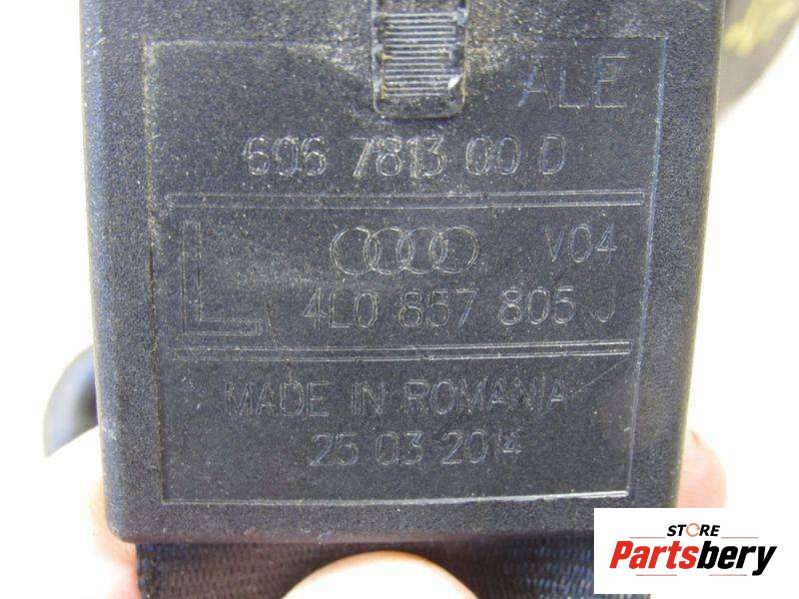 ALE
606 7813 00 D
V04
L 4L0 857 805 J
MADE IN ROMANIA
25 03 2014
STORE
Partsbery